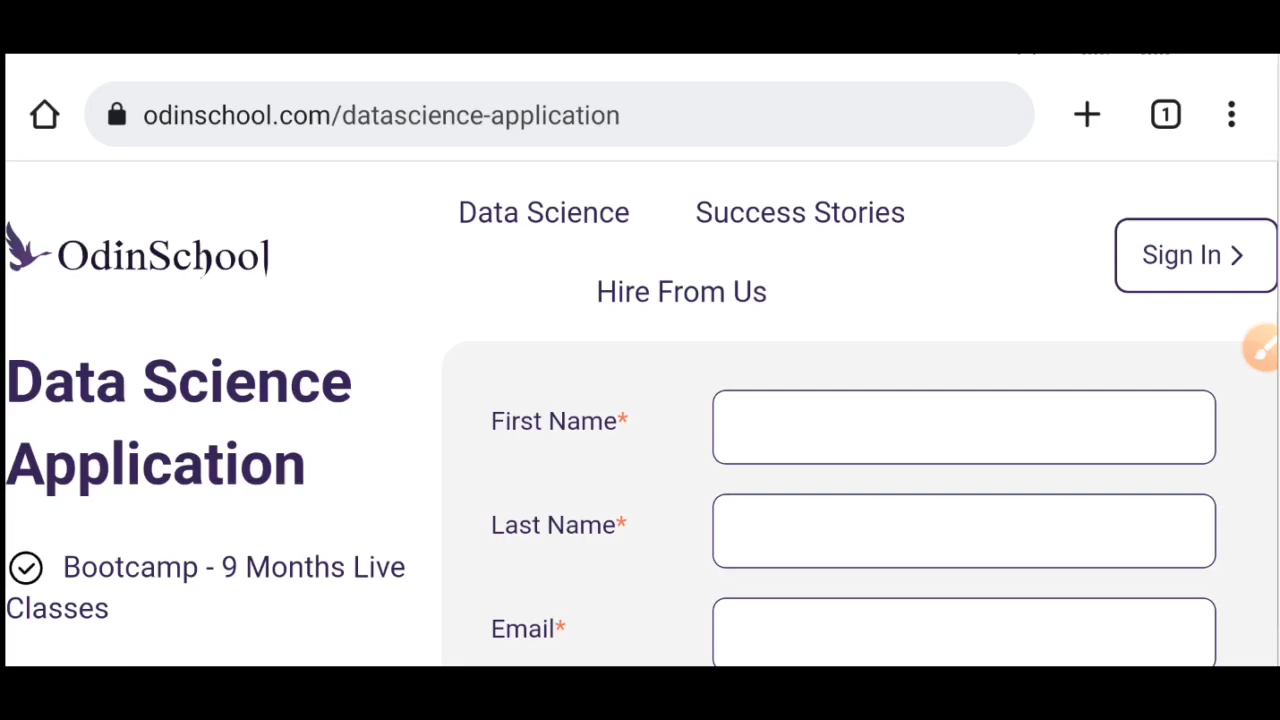 odinschool.com/datascience-application
1
Data Science Success Stories
OdinSchool
Sign In
Hire From Us
Data Science
Application
First Name*
Last Name*
Bootcamp - 9 Months Live
Classes
Email*